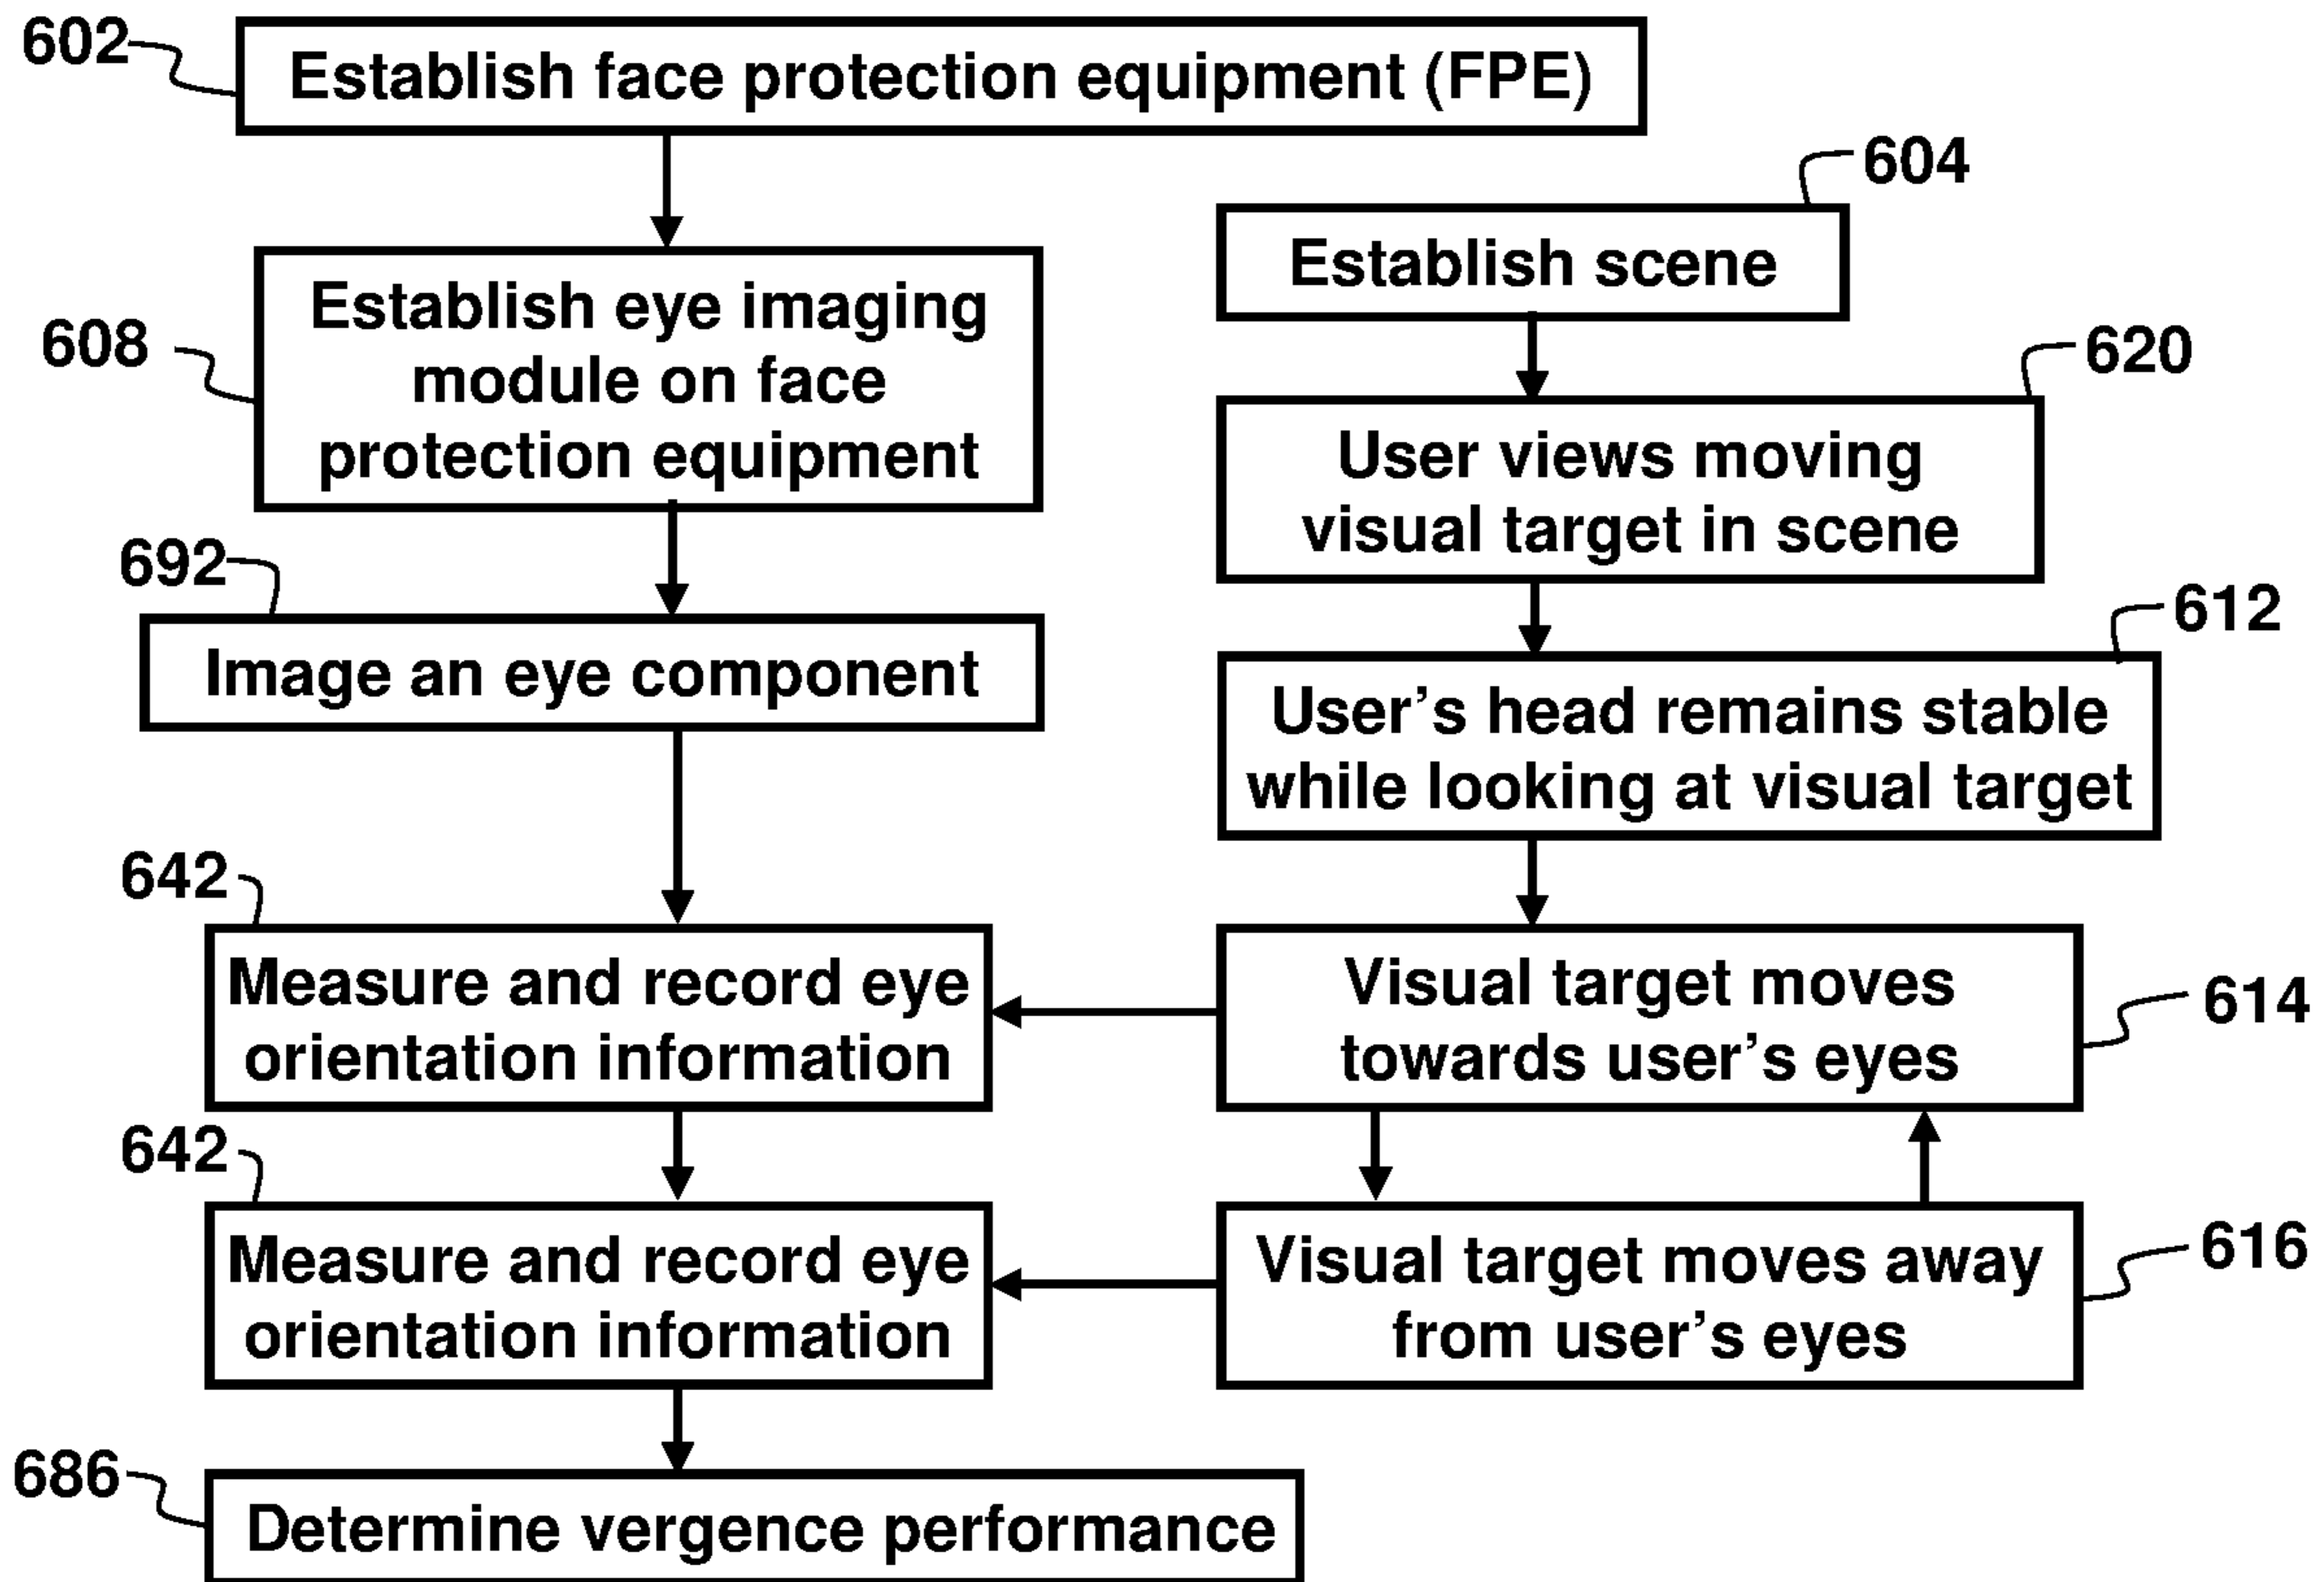 602
Establish face protection equipment (FPE)
604
Establish scene
608
Establish eye imaging
module on face
protection equipment
620
User views moving
visual target in scene
692
Image an eye component
612
User's head remains stable
while looking at visual target
642
Measure and record eye
orientation information
Visual target moves
towards user's eyes
614
642
Measure and record eye
orientation information
Visual target moves away
from user's eyes
616
686
Determine vergence performance